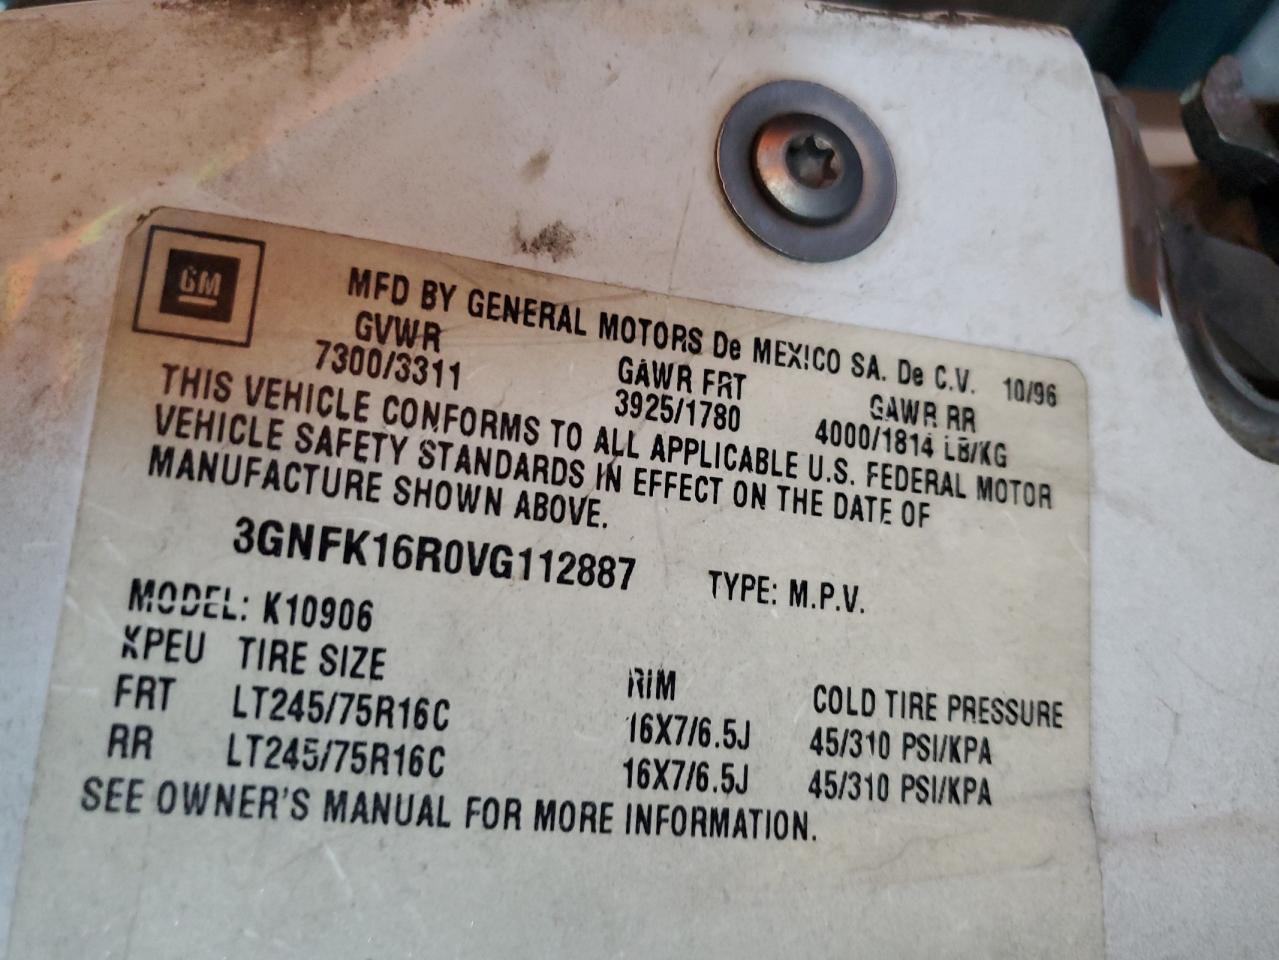 GM
MFD BY GENERAL MOTORS De MEXICO SA. De C.V. 10/96
GVWR GAWR FRT GAWR RR
7300/3311 3925/1780 4000/1814 LB/KG
THIS VEHICLE CONFORMS TO ALL APPLICABLE U.S. FEDERAL MOTOR
VEHICLE SAFETY STANDARDS IN EFFECT ON THE DATE OF
MANUFACTURE SHOWN ABOVE.
3GNFK16R0VG112887 TYPE: M.P.V.
MODEL: K10906
KPEU TIRE SIZE RIM COLD TIRE PRESSURE
FRT LT245/75R16C 16X7/6.5J 45/310 PSI/KPA
RR LT245/75R16C 16X7/6.5J 45/310 PSI/KPA
SEE OWNER'S MANUAL FOR MORE INFORMATION.